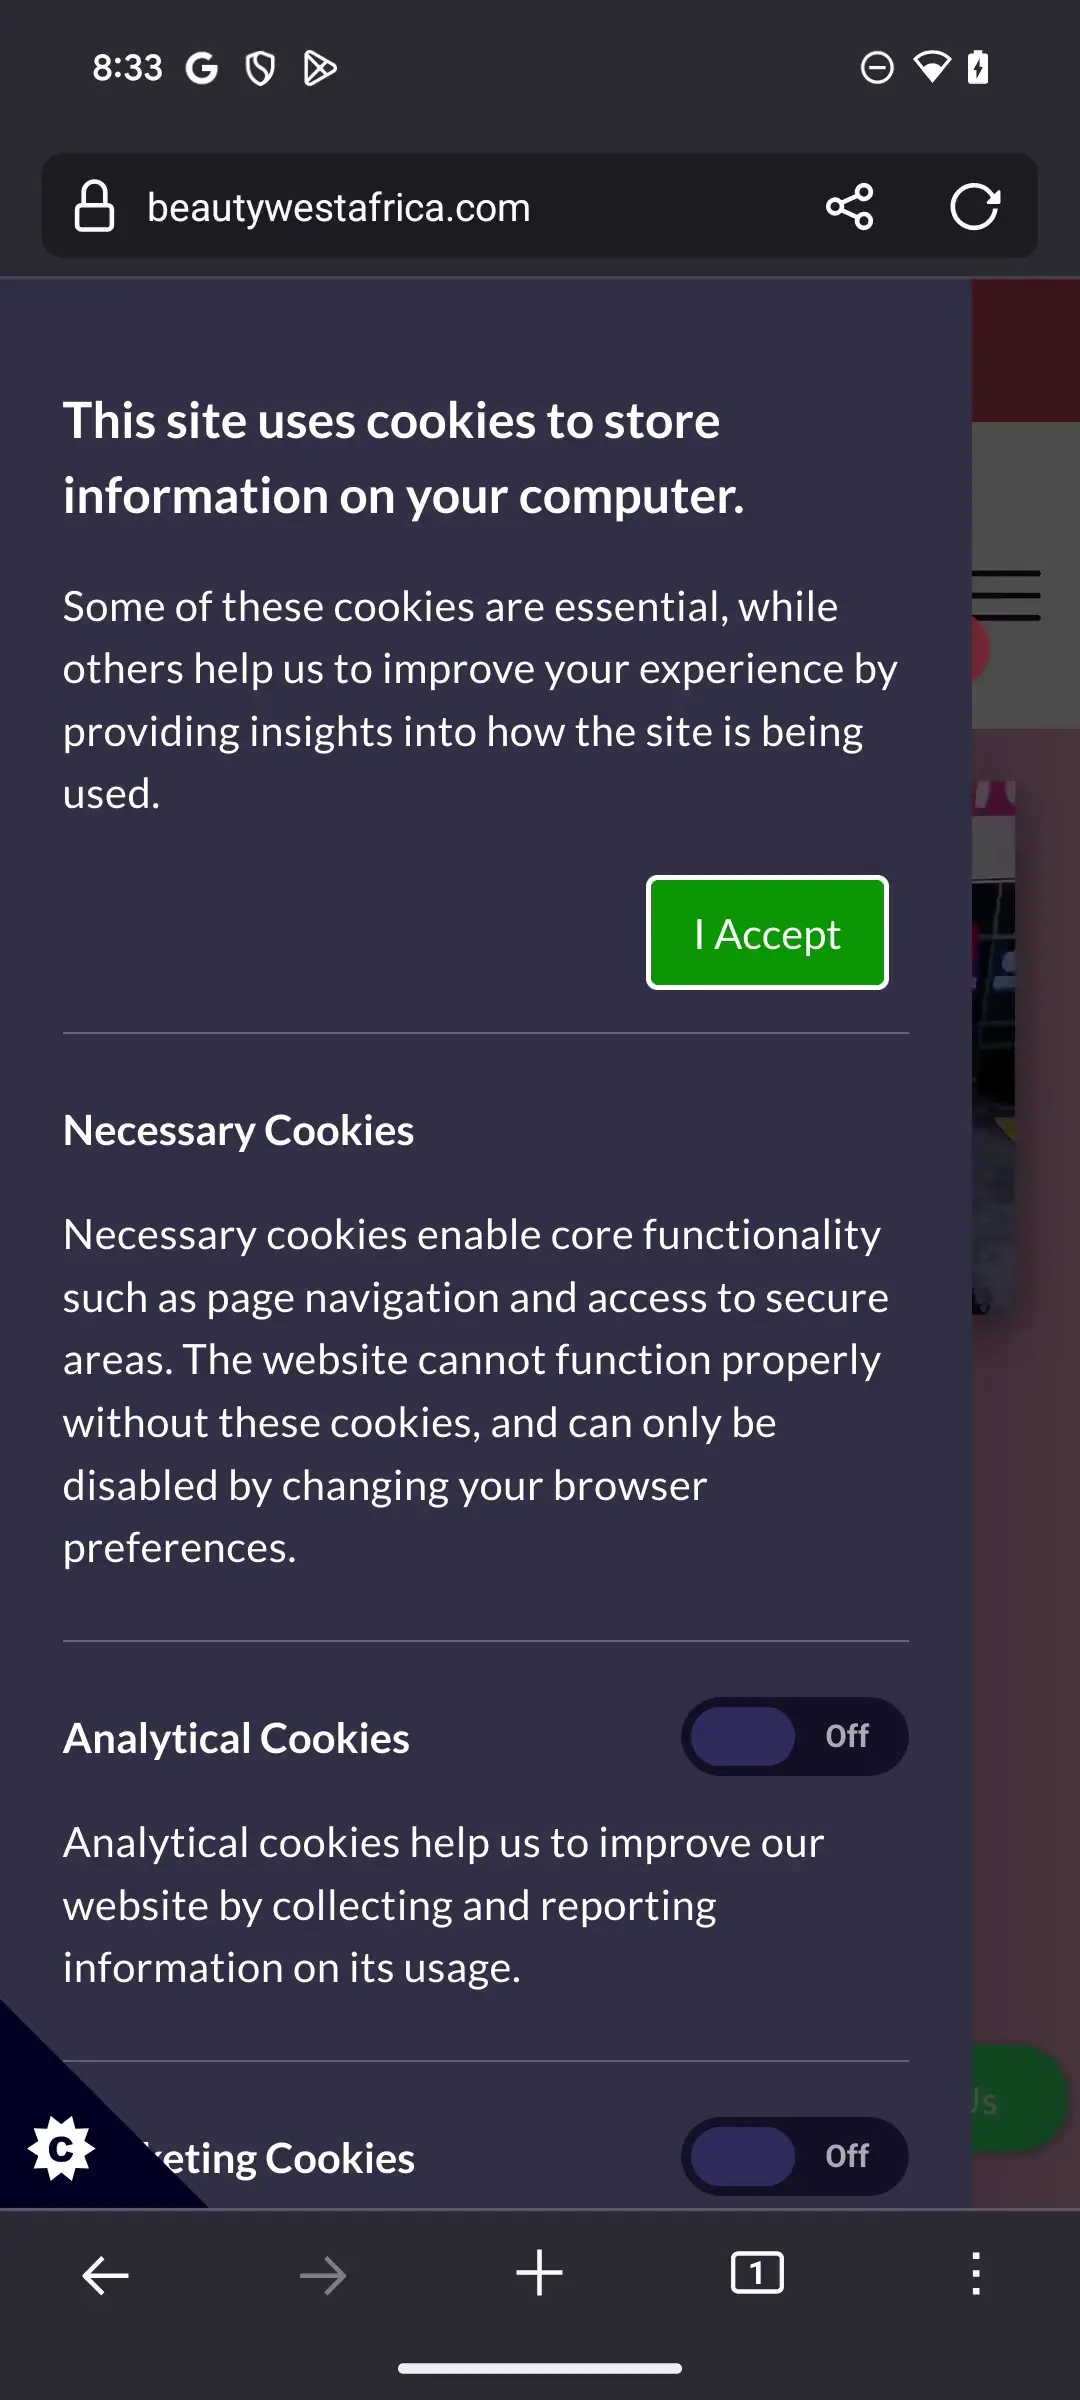 8:33
beautywestafrica.com
This site uses cookies to store
information on your computer.
Some of these cookies are essential, while
others help us to improve your experience by
providing insights into how the site is being
used.
I Accept
Necessary Cookies
Necessary cookies enable core functionality
such as page navigation and access to secure
areas. The website cannot function properly
without these cookies, and can only be
disabled by changing your browser
preferences.
Analytical Cookies
Off
Analytical cookies help us to improve our
website by collecting and reporting
information on its usage.
keting Cookies
Off
Us
C
1